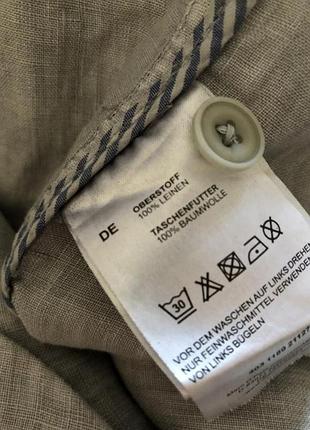 DE
OBERSTOFF
100% LEINEN
TASCHENFUTTER
100% BAUMWOLLE
30
VOR DEM WASCHEN AUF LINKS DREHEN
NUR FEINWASCHMITTEL VERWENDEN
VON LINKS BÜGELN